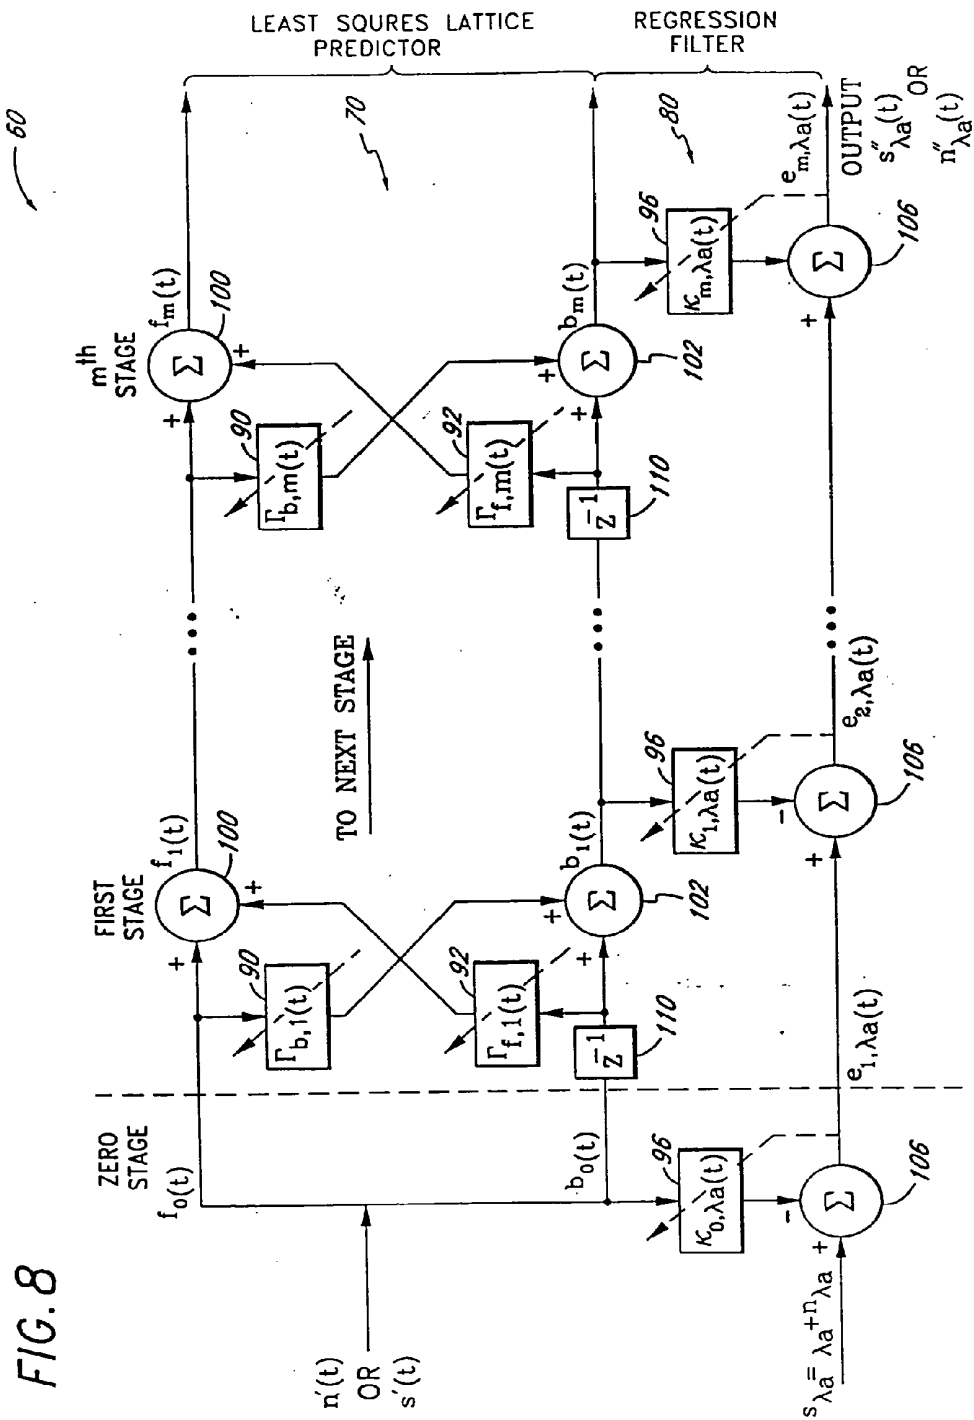 FIG. 8
60
LEAST SQURES LATTICE
PREDICTOR
REGRESSION
FILTER
70
80
ZERO
STAGE
FIRST
STAGE
mth
STAGE
f0(t)
f1(t)
fm(t)
100
100
+
+
+
+
n'(t)
OR
s'(t)
90
Γb,1(t)
90
Γb,m(t)
TO NEXT STAGE
92
Γf,1(t)
92
Γf,m(t)
b0(t)
b1(t)
bm(t)
Z-1
110
Z-1
110
+
+
+
+
Σ
Σ
Σ
Σ
102
102
96
κ0,λa(t)
96
κ1,λa(t)
96
κm,λa(t)
sλa = λa+nλa
+
-
Σ
106
e1,λa(t)
+
-
Σ
106
e2,λa(t)
+
Σ
106
em,λa(t)
OUTPUT
s"λa(t) OR
n"λa(t)